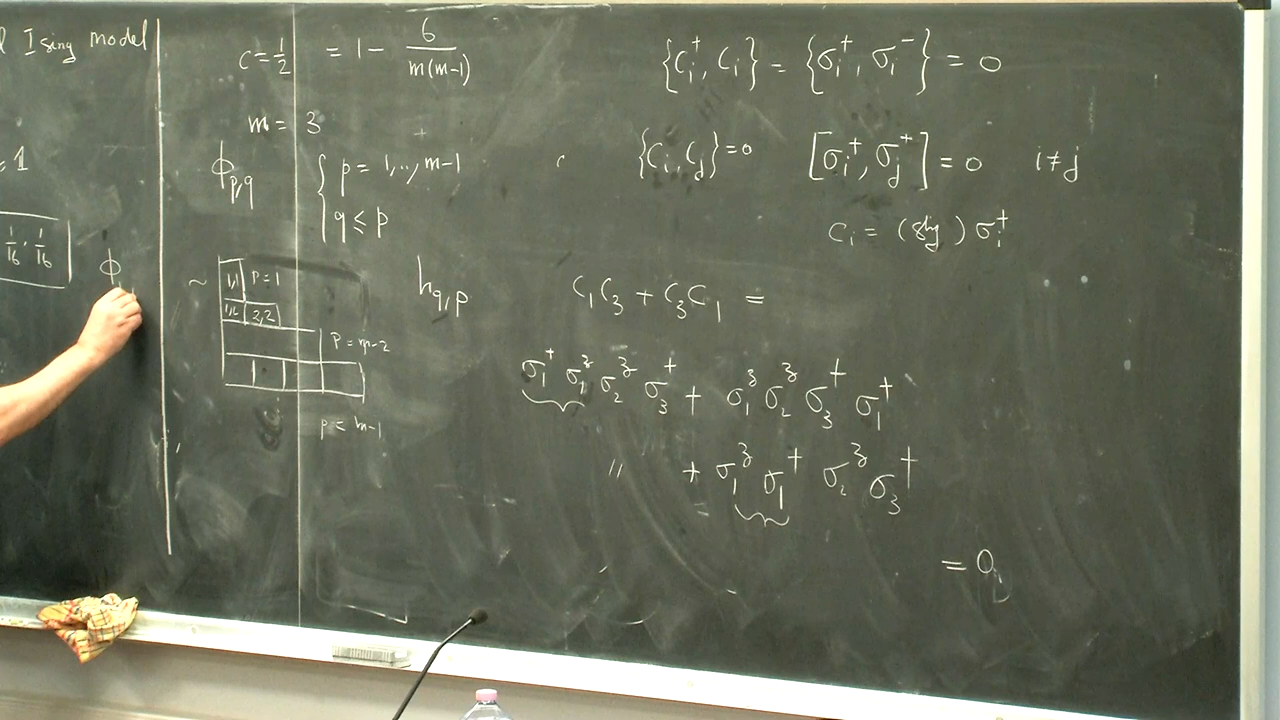 Ising model
= 1
1/16, 1/16
ϕ
c = 1/2 = 1 - 6/(m(m-1))
m = 3
ϕ_{p,q} { p = 1,..,m-1
q ≤ p
~ 1,1 p=1
2,2
p = m-2
p = m-1
h_{q,p}
{c_i^+, c_i} = {σ_i^+, σ_i^-} = 0
{c_i, c_j} = 0 [σ_i^+, σ_j^+] = 0 i ≠ j
c_i = (string) σ_i^+
c_1 c_3 + c_3 c_1 =
σ_1^+ σ_1^3 σ_2^3 σ_3^+ + σ_1^3 σ_2^3 σ_3^+ σ_1^+
" + σ_1^3 σ_1^+ σ_2^3 σ_3^+
= 0